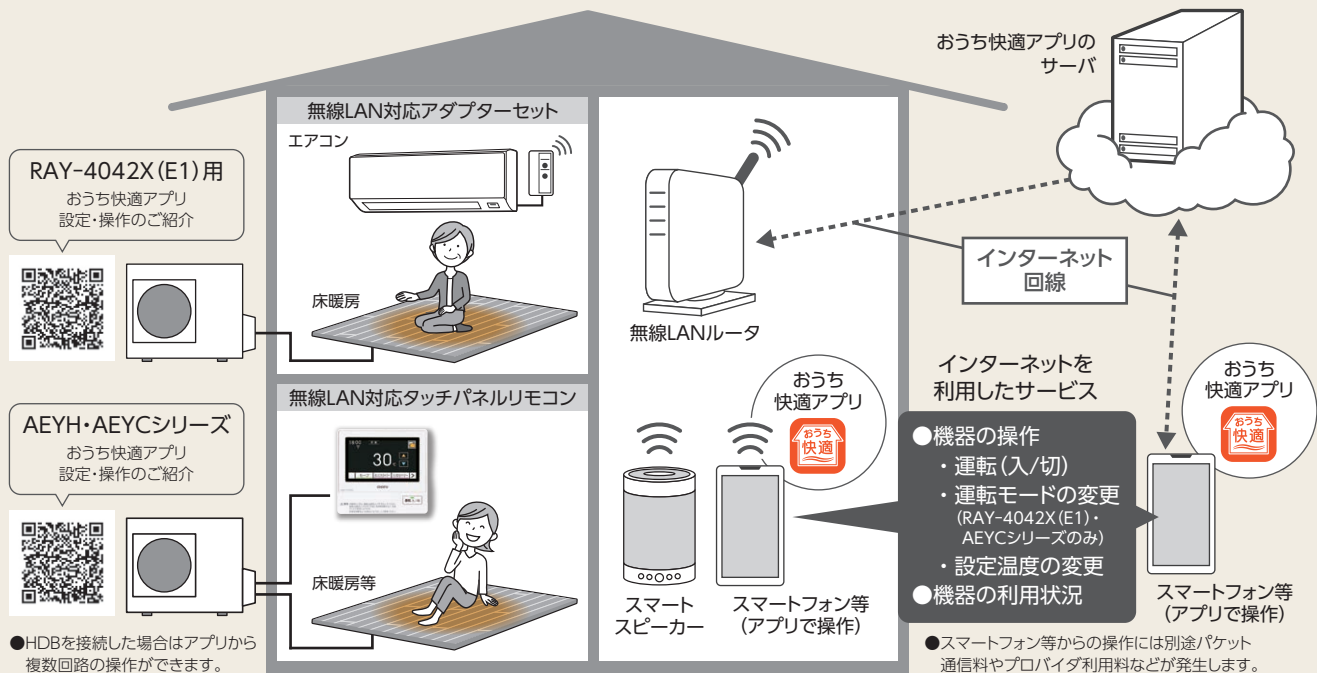 おうち快適アプリの
サーバ
無線LAN対応アダプターセット
エアコン
RAY-4042X(E1)用
おうち快適アプリ
設定・操作のご紹介
床暖房
無線LANルータ
インターネット
回線
無線LAN対応タッチパネルリモコン
AEYH・AEYCシリーズ
おうち快適アプリ
設定・操作のご紹介
30
床暖房等
●HDBを接続した場合はアプリから
複数回路の操作ができます。
おうち
快適アプリ
おうち
快適
スマート
スピーカー
スマートフォン等
(アプリで操作)
インターネットを
利用したサービス
●機器の操作
・運転(入/切)
・運転モードの変更
(RAY-4042X(E1)・
AEYCシリーズのみ)
・設定温度の変更
●機器の利用状況
おうち
快適アプリ
おうち
快適
スマートフォン等
(アプリで操作)
●スマートフォン等からの操作には別途パケット
通信料やプロバイダ利用料などが発生します。